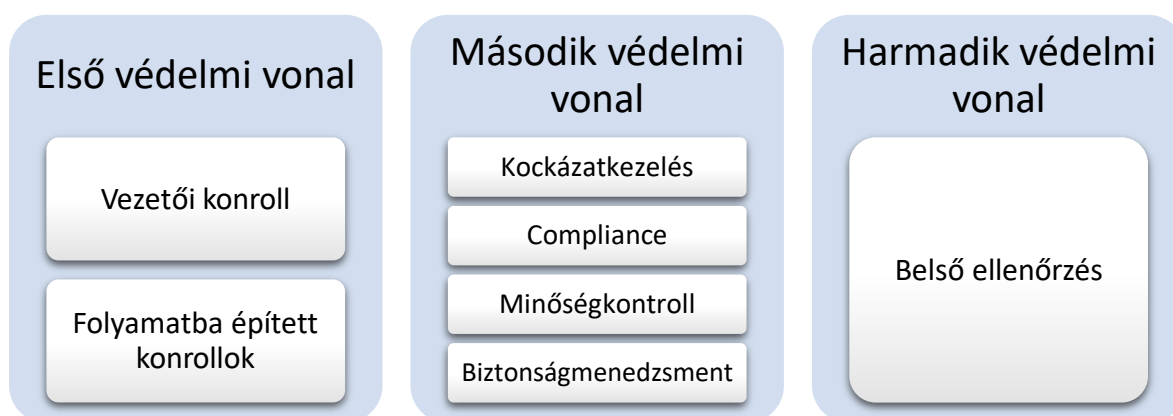 Első védelmi vonal
Vezetői konroll
Folyamatba épített
konrollok
Második védelmi
vonal
Kockázatkezelés
Compliance
Minőségkontroll
Biztonságmenedzsment
Harmadik védelmi
vonal
Belső ellenőrzés